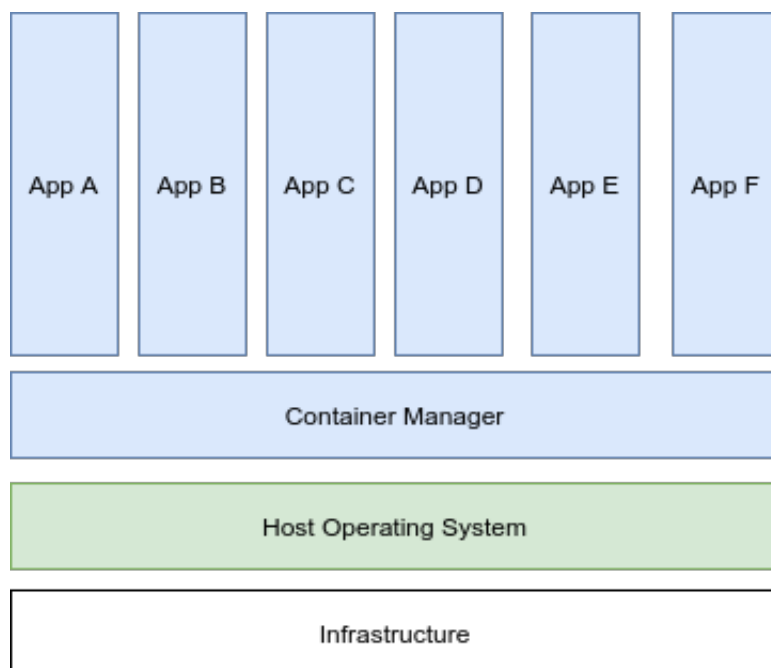 App A
App B
App C
App D
App E
App F
Container Manager
Host Operating System
Infrastructure